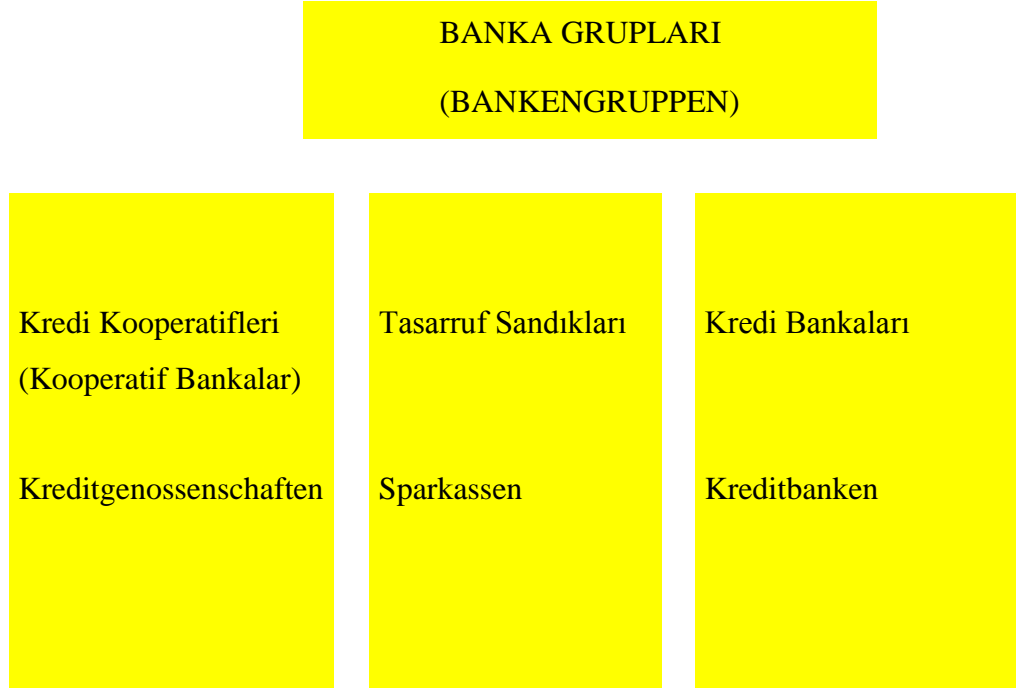 BANKA GRUPLARI
(BANKENGRUPPEN)
Kredi Kooperatifleri
(Kooperatif Bankalar)
Kreditgenossenschaften
Tasarruf Sandıkları
Sparkassen
Kredi Bankaları
Kreditbanken